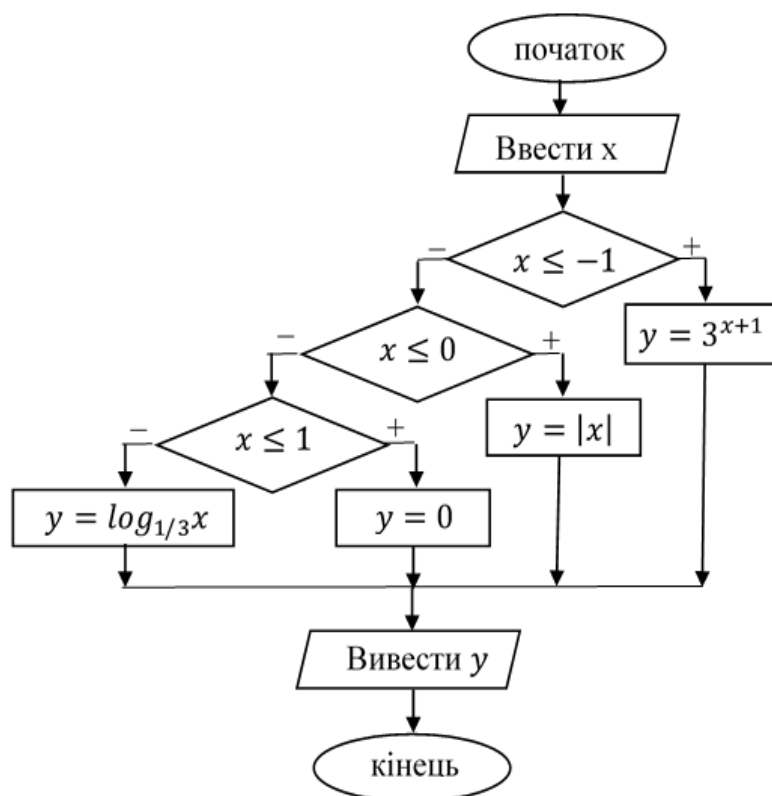 початок
Ввести x
x ≤ −1
−
+
y = 3^{x+1}
x ≤ 0
−
+
y = |x|
x ≤ 1
−
+
y = log_{1/3}x
y = 0
Вивести y
кінець